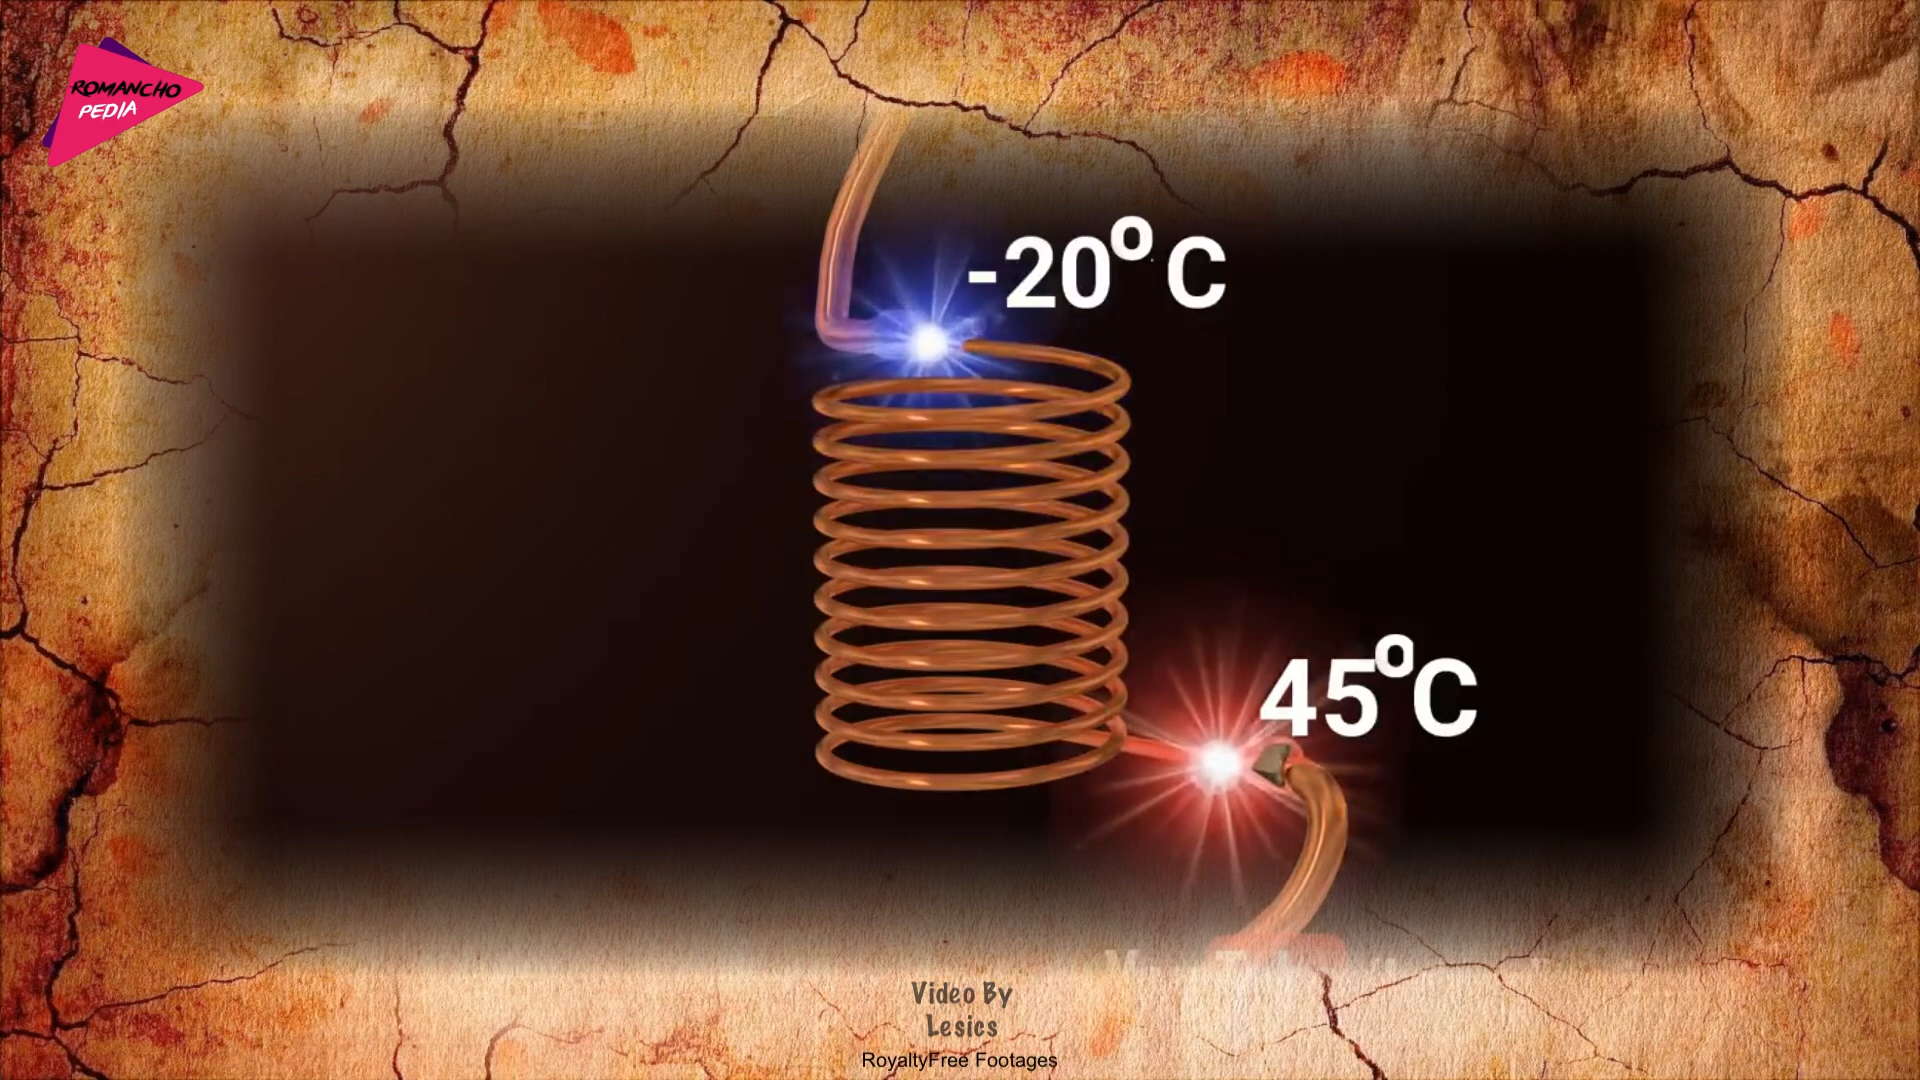 ROMANCHO
PEDIA
-20°C
45°C
Video By
Lesics
RoyaltyFree Footages